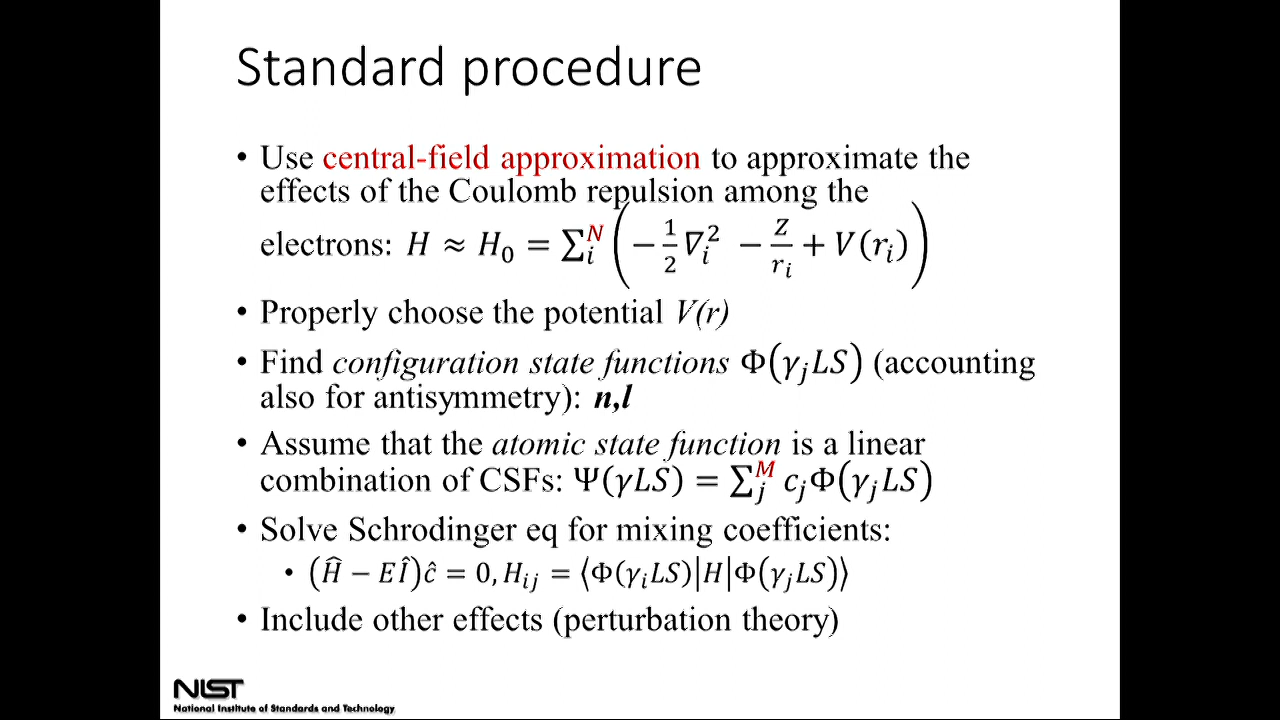 Standard procedure
• Use central-field approximation to approximate the
effects of the Coulomb repulsion among the
electrons: H ≈ H₀ = ∑ᵢᴺ (−½∇ᵢ² − Z/rᵢ + V(rᵢ))
• Properly choose the potential V(r)
• Find configuration state functions Φ(γⱼLS) (accounting
also for antisymmetry): n,l
• Assume that the atomic state function is a linear
combination of CSFs: Ψ(γLS) = ∑ⱼᴹ cⱼΦ(γⱼLS)
• Solve Schrodinger eq for mixing coefficients:
• (Ĥ − EÎ)ĉ = 0, Hᵢⱼ = ⟨Φ(γᵢLS)|H|Φ(γⱼLS)⟩
• Include other effects (perturbation theory)
NIST
National Institute of Standards and Technology